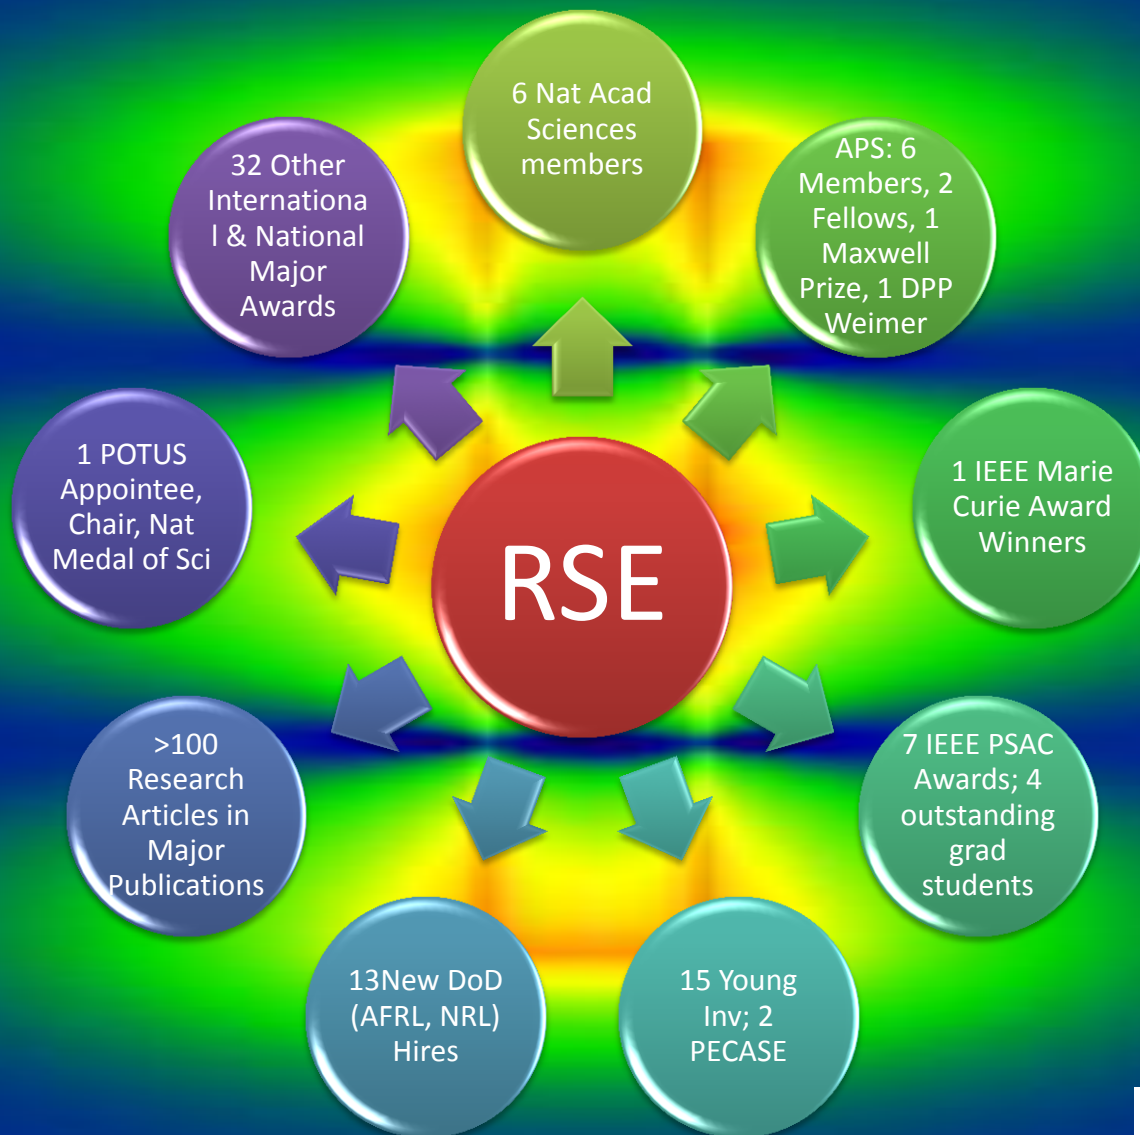 6 Nat Acad
Sciences
members
APS: 6
Members, 2
Fellows, 1
Maxwell
Prize, 1 DPP
Weimer
1 IEEE Marie
Curie Award
Winners
7 IEEE PSAC
Awards; 4
outstanding
grad
students
15 Young
Inv; 2
PECASE
13New DoD
(AFRL, NRL)
Hires
>100
Research
Articles in
Major
Publications
1 POTUS
Appointee,
Chair, Nat
Medal of Sci
32 Other
Internationa
l & National
Major
Awards
RSE